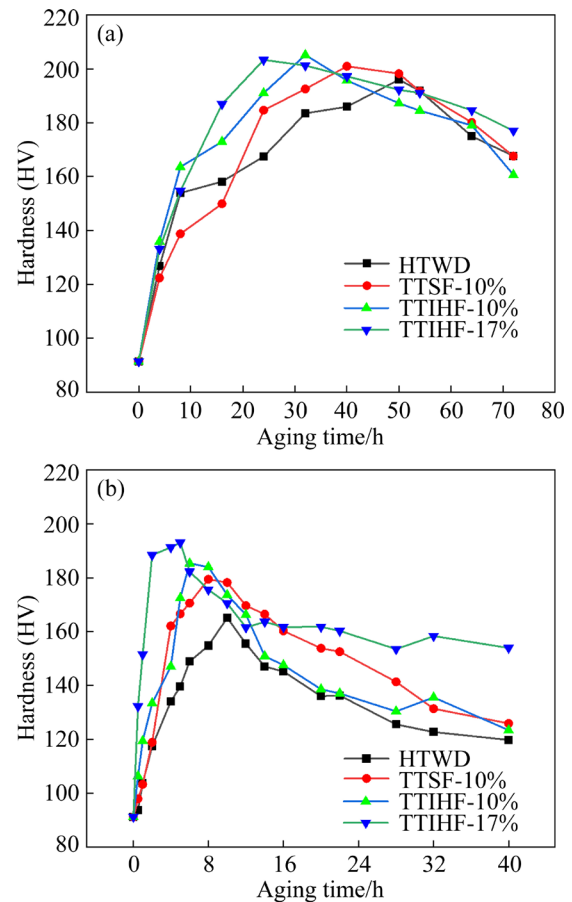 (a)
220
200
180
160
140
120
100
80
Hardness (HV)
HTWD
TTSF-10%
TTIHF-10%
TTIHF-17%
0 10 20 30 40 50 60 70 80
Aging time/h
(b)
220
200
180
160
140
120
100
80
Hardness (HV)
HTWD
TTSF-10%
TTIHF-10%
TTIHF-17%
0 8 16 24 32 40
Aging time/h